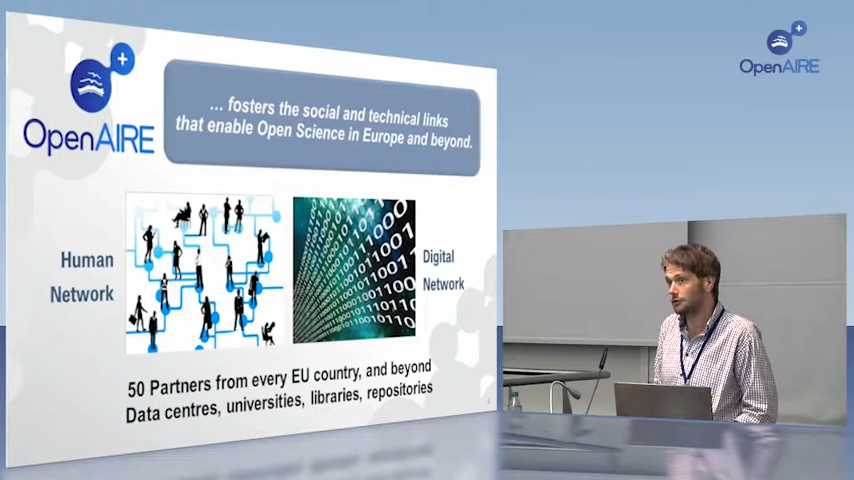 OpenAIRE
… fosters the social and technical links
that enable Open Science in Europe and beyond.
Human
Network
Digital
Network
50 Partners from every EU country, and beyond
Data centres, universities, libraries, repositories
OpenAIRE